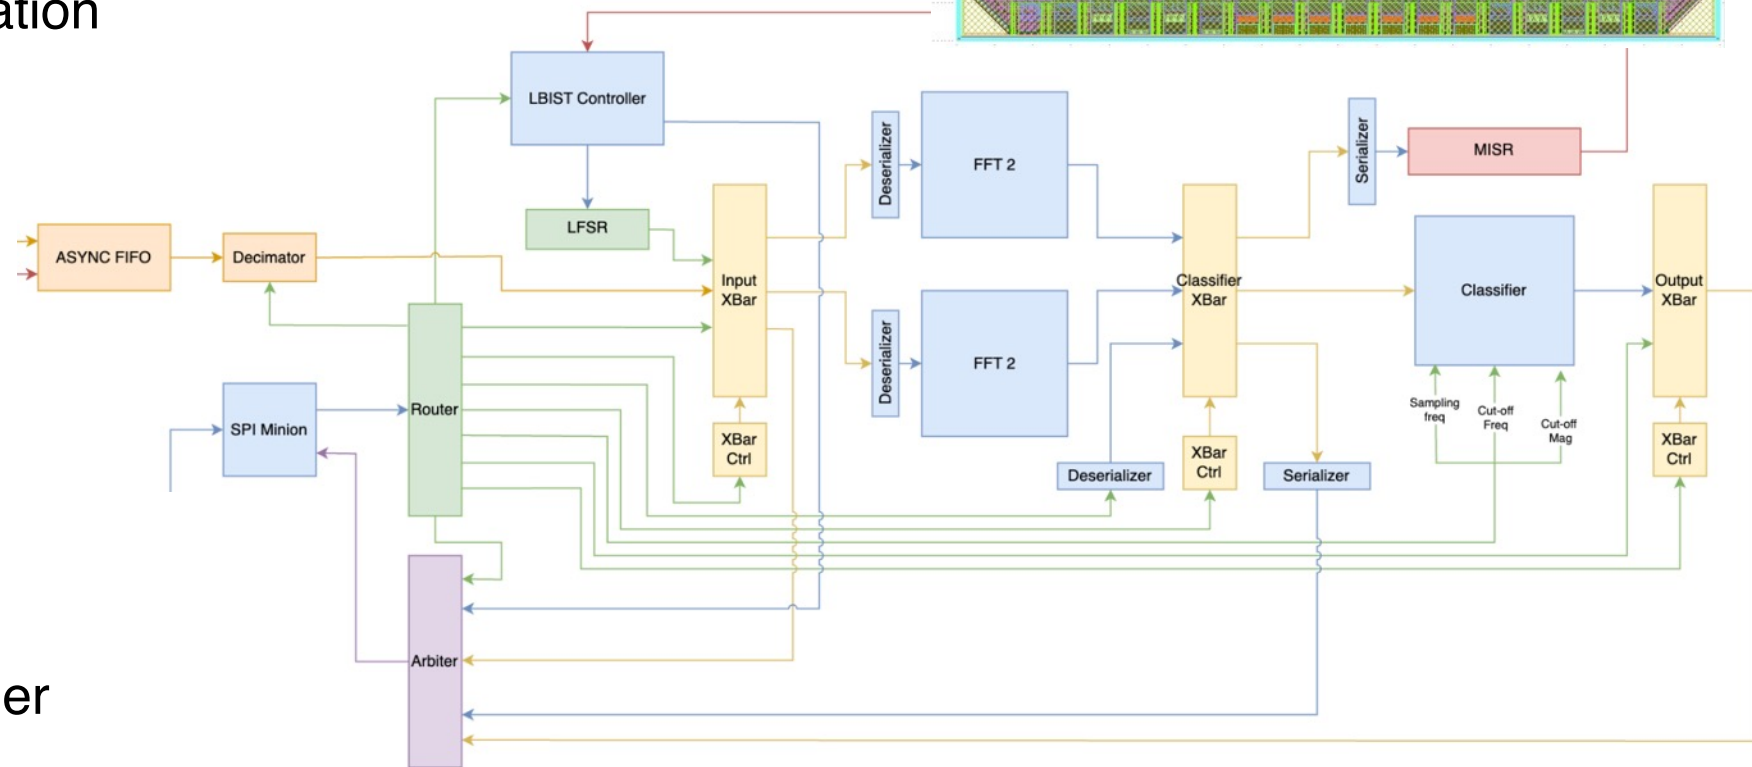 ation
LBIST Controller
Deserializer
FFT 2
Serializer
MISR
LFSR
ASYNC FIFO
Decimator
Input
XBar
Classifier
XBar
Classifier
Output
XBar
Deserializer
FFT 2
SPI Minion
Router
XBar
Ctrl
Sampling
freq
Cut-off
Freq
Cut-off
Mag
Deserializer
XBar
Ctrl
Serializer
XBar
Ctrl
Arbiter
er